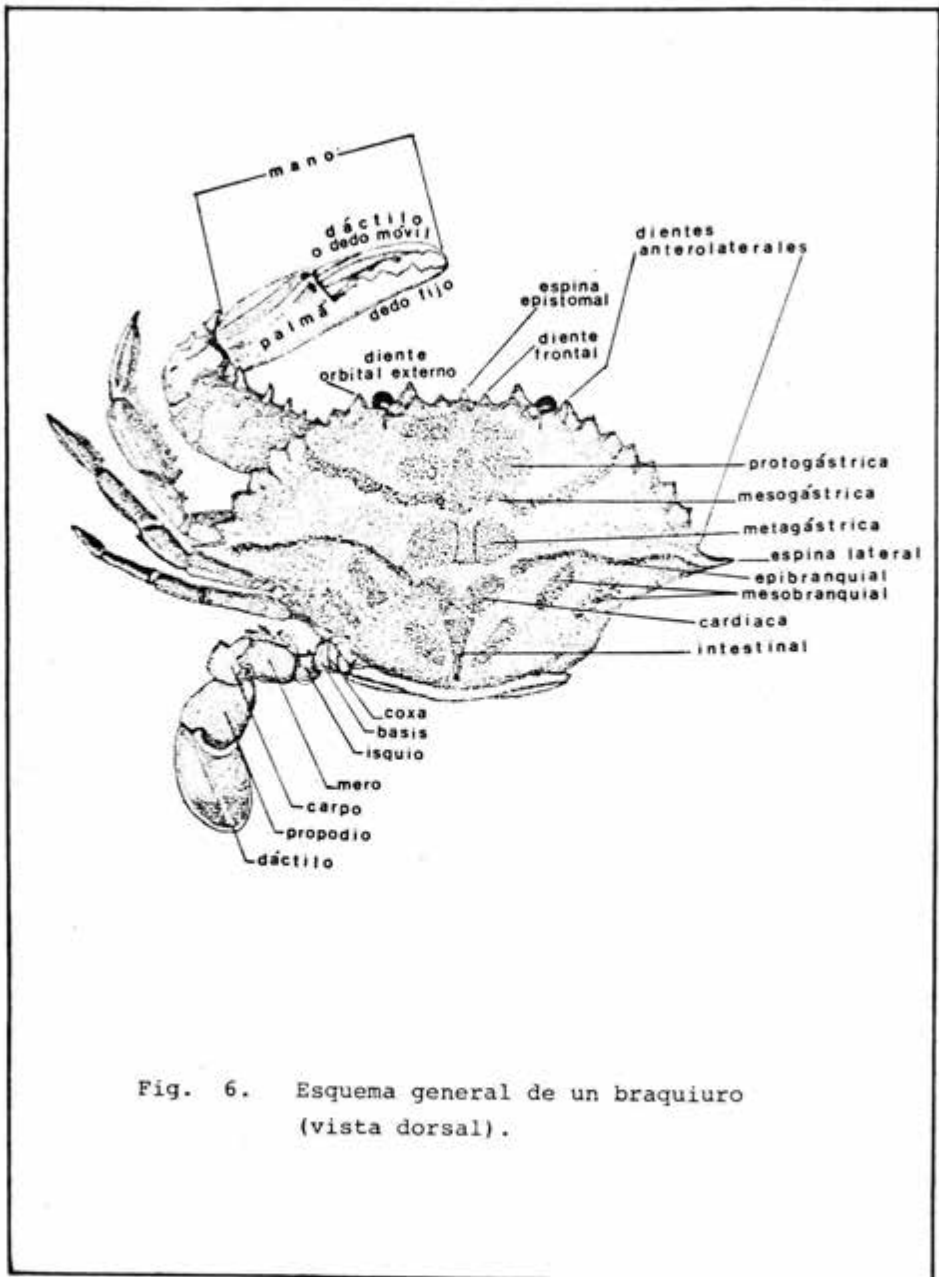 mano
dáctilo
o dedo móvil
palma
dedo fijo
diente
orbital externo
espina
epistomal
diente
frontal
dientes
anterolaterales
protogástrica
mesogástrica
metagástrica
espina lateral
epibranquial
mesobranquial
cardiaca
intestinal
coxa
basis
isquio
mero
carpo
propodio
dáctilo
Fig. 6. Esquema general de un braquiuro
(vista dorsal).